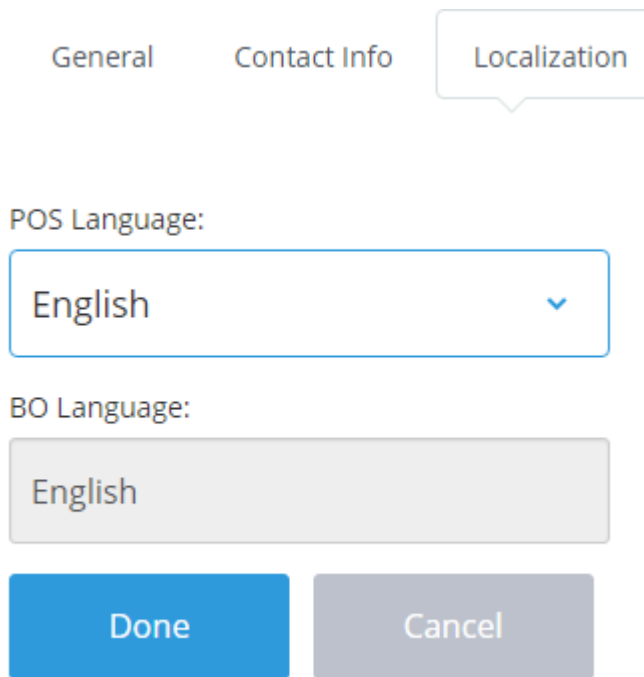 General Contact Info Localization
POS Language:
English
BO Language:
English
Done Cancel